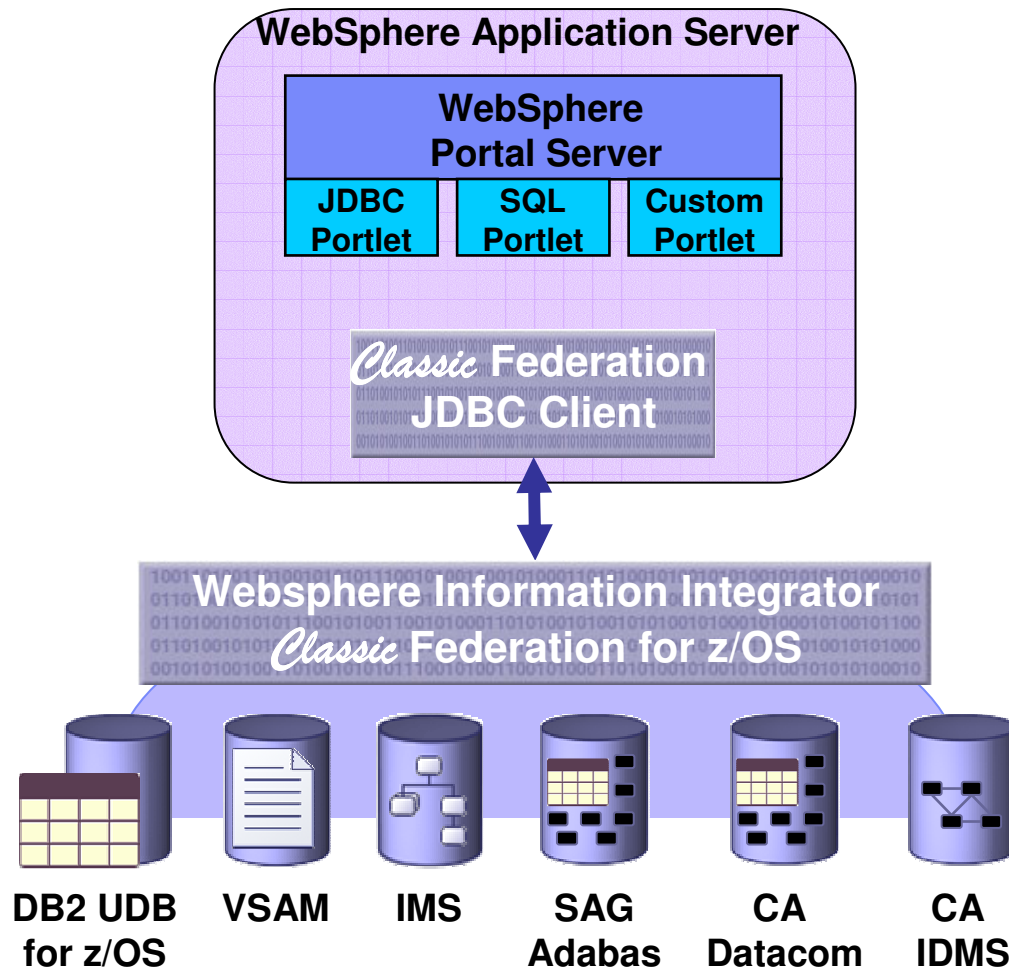 WebSphere Application Server
WebSphere
Portal Server
JDBC
Portlet
SQL
Portlet
Custom
Portlet
Classic Federation
JDBC Client
Websphere Information Integrator
Classic Federation for z/OS
DB2 UDB
for z/OS
VSAM
IMS
SAG
Adabas
CA
Datacom
CA
IDMS